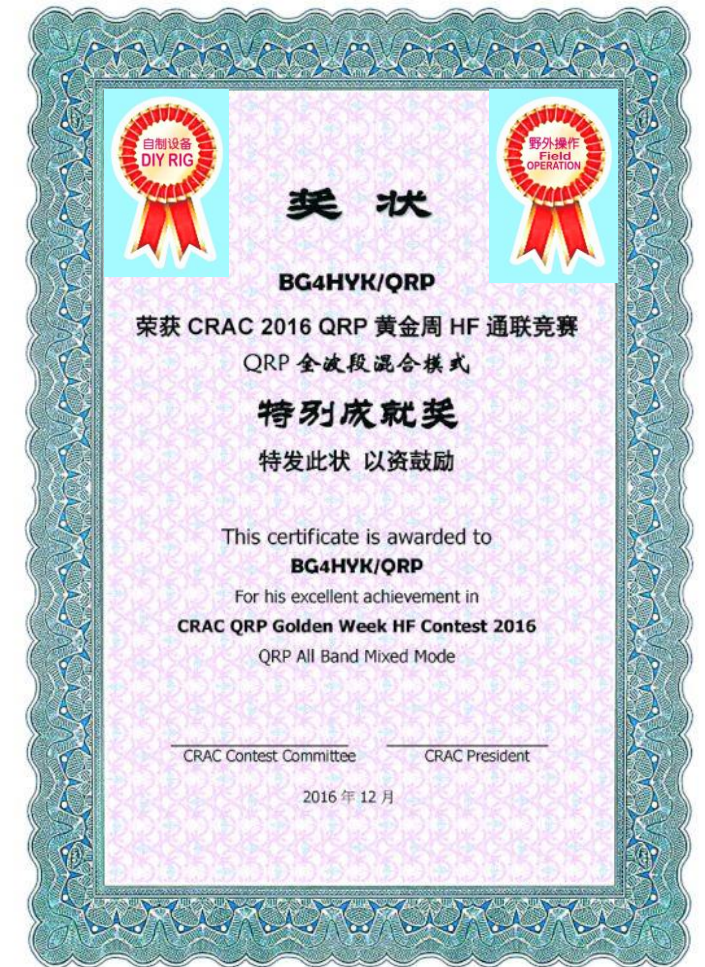 自制设备
DIY RIG
野外操作
Field
OPERATION
奖 状
BG4HYK/QRP
荣获 CRAC 2016 QRP 黄金周 HF 通联竞赛
QRP 全波段混合模式
特别成就奖
特发此状 以资鼓励
This certificate is awarded to
BG4HYK/QRP
For his excellent achievement in
CRAC QRP Golden Week HF Contest 2016
QRP All Band Mixed Mode
CRAC Contest Committee
CRAC President
2016 年 12 月